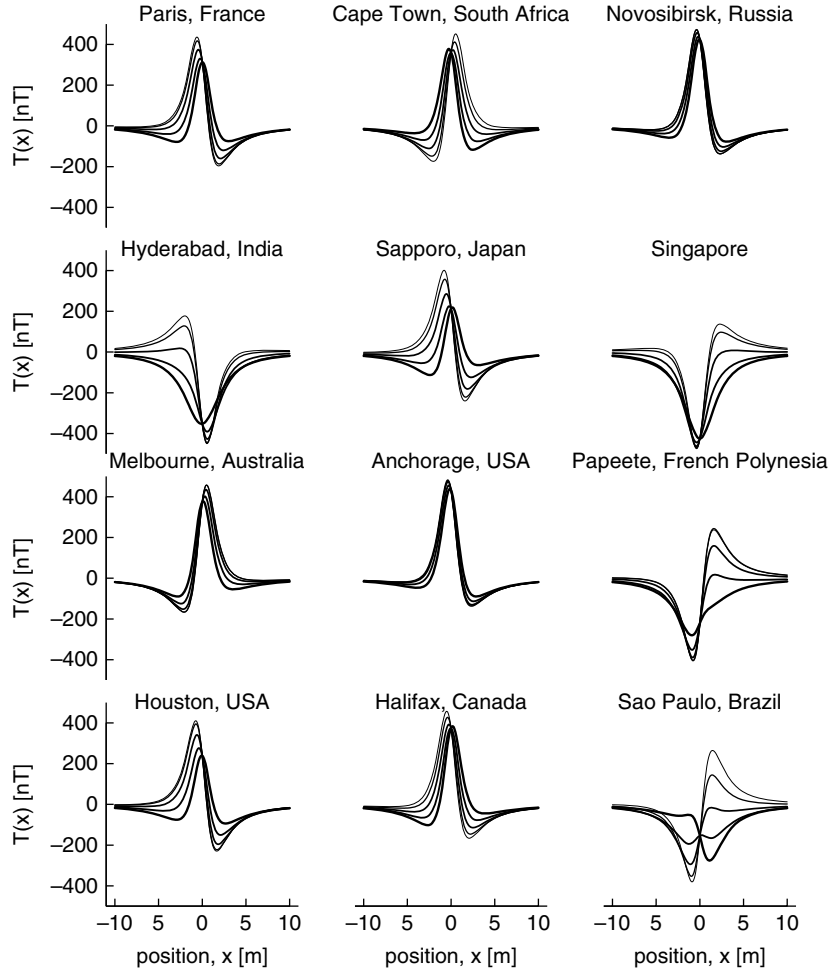 Paris, France
Cape Town, South Africa
Novosibirsk, Russia
T(x) [nT]
400
200
0
−200
−400
Hyderabad, India
Sapporo, Japan
Singapore
T(x) [nT]
400
200
0
−200
−400
Melbourne, Australia
Anchorage, USA
Papeete, French Polynesia
T(x) [nT]
400
200
0
−200
−400
Houston, USA
Halifax, Canada
Sao Paulo, Brazil
T(x) [nT]
400
200
0
−200
−400
−10 −5 0 5 10
−10 −5 0 5 10
−10 −5 0 5 10
position, x [m]
position, x [m]
position, x [m]